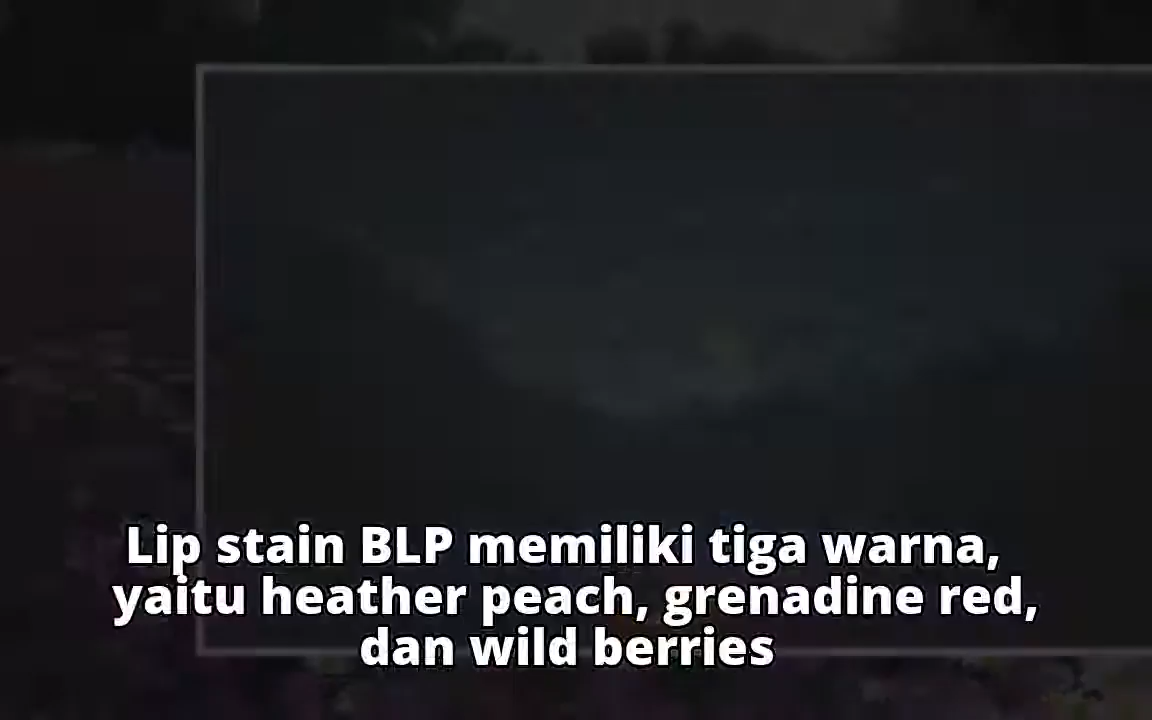 Lip stain BLP memiliki tiga warna,
yaitu heather peach, grenadine red,
dan wild berries